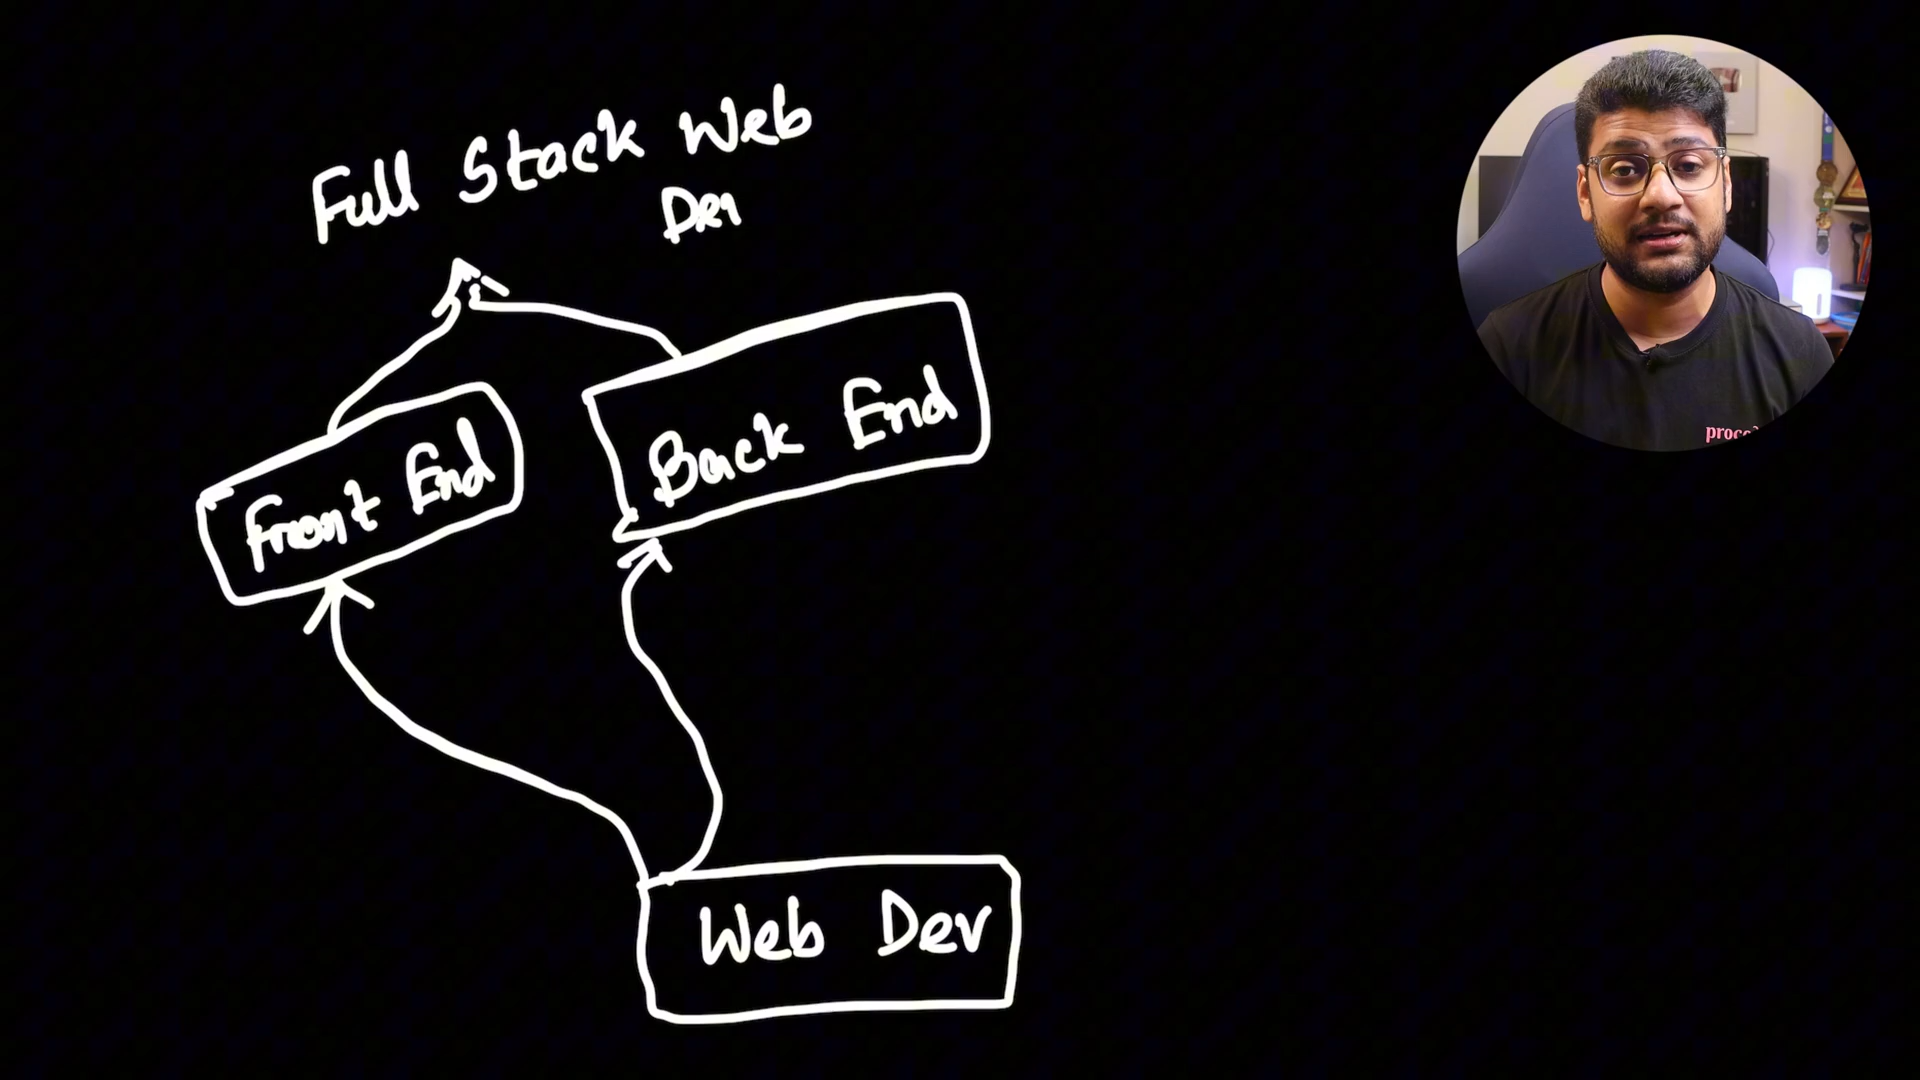 Full Stack Web
Dev
Front End
Back End
Web Dev